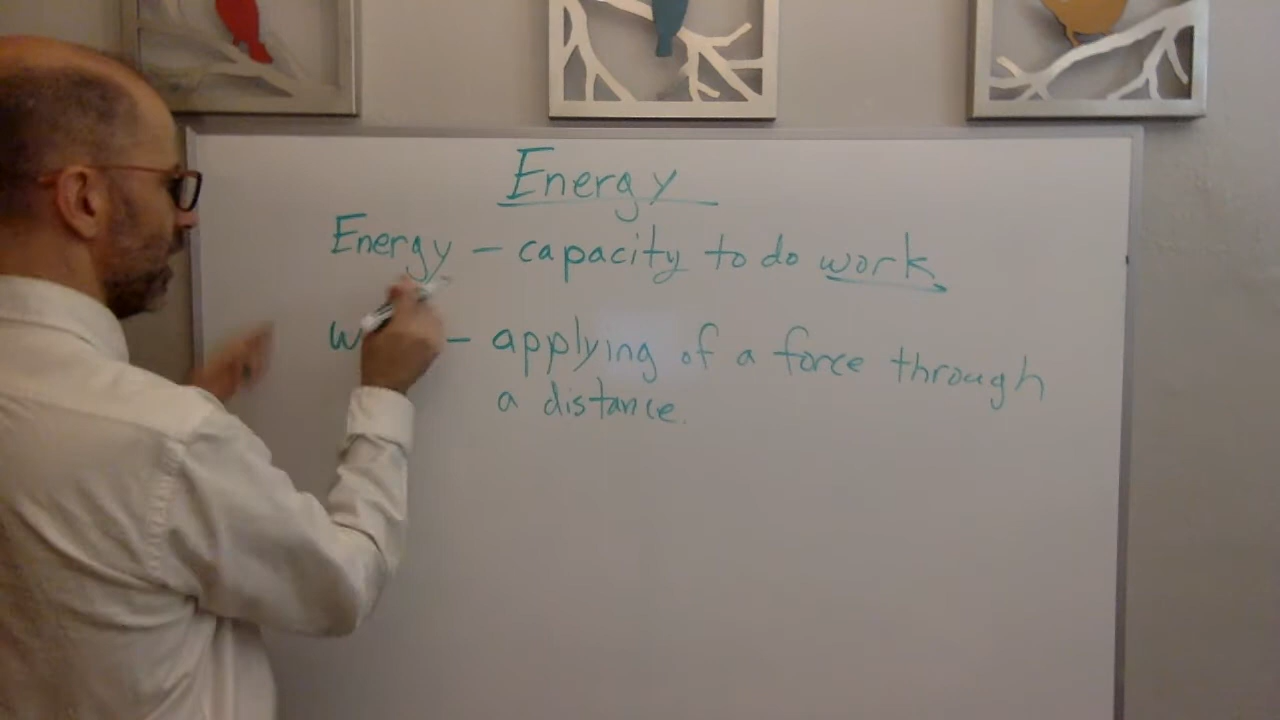 Energy
Energy - capacity to do work
- applying of a force through
a distance.